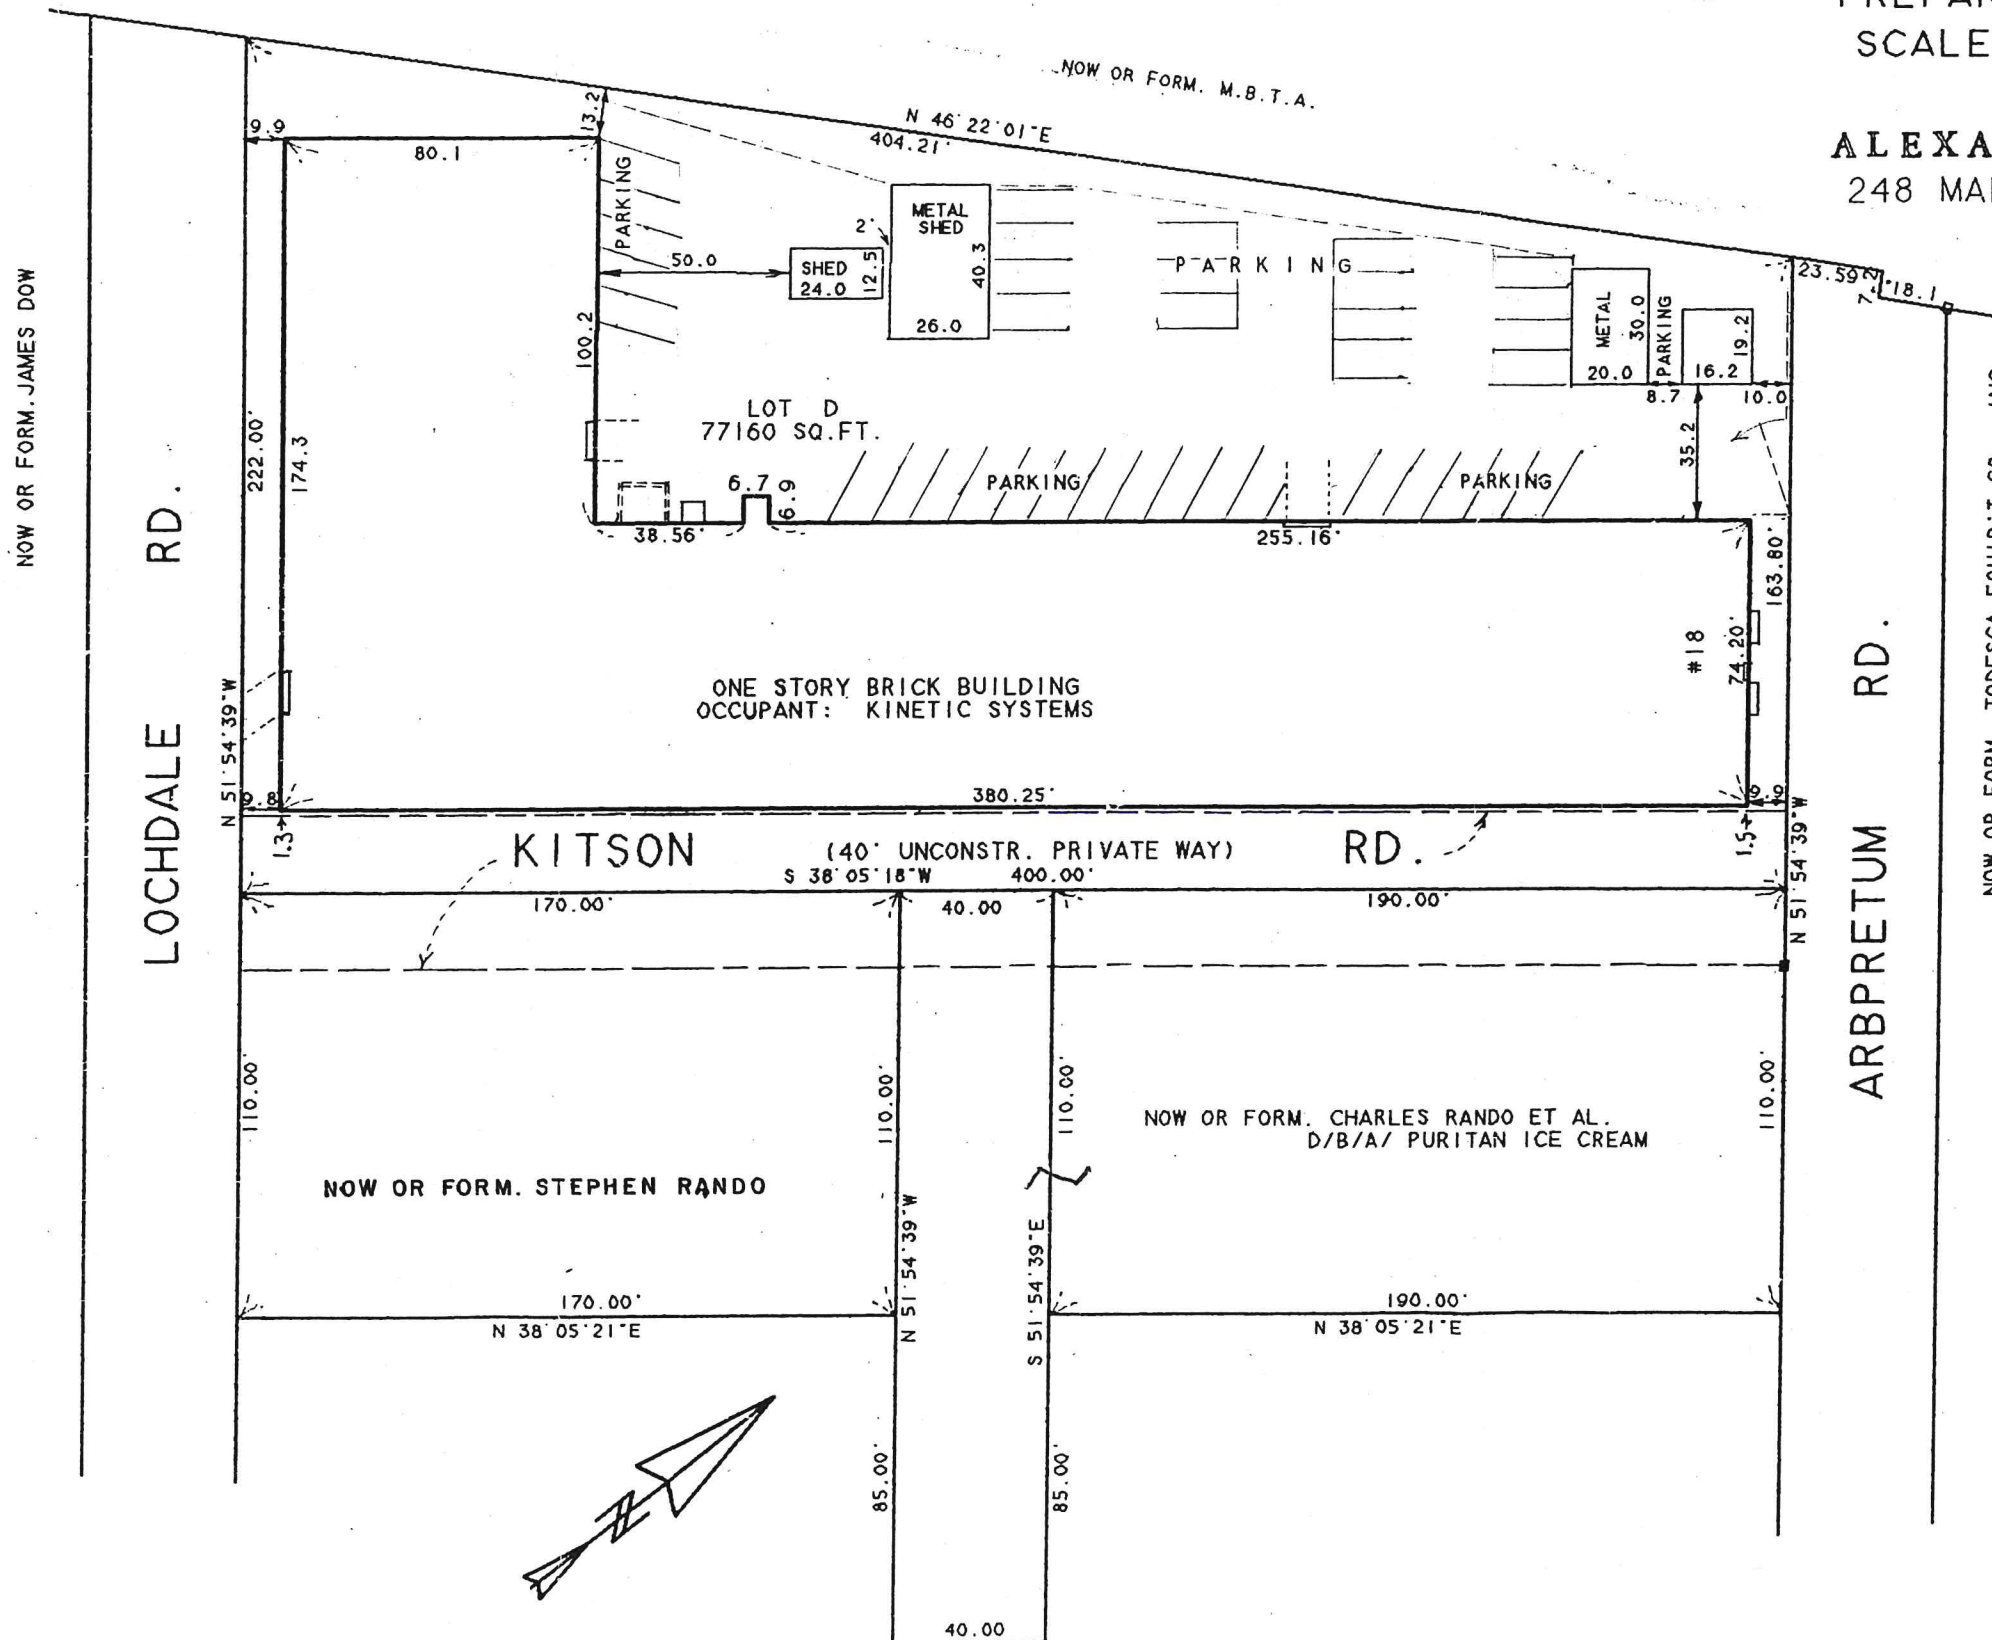 SCALE
ALEXA
248 MAI
NOW OR FORM. M.B.T.A.
N 46°22'01"E
404.21'
9.9
80.1
13.2
PARKING
METAL
SHED
2'
50.0
SHED
24.0
12.5
40.3
26.0
PARKING
METAL
30.0
20.0
PARKING
19.2
16.2
8.7
10.0
23.59
7.2
18.1
NOW OR FORM. JAMES DOW
222.00'
174.3
100.2
LOT D
77160 SQ.FT.
35.2
PARKING
PARKING
6.7
6.9
38.56'
255.16'
163.80'
LOCHDALE RD.
N 51°54'39"W
#18
74.20'
ONE STORY BRICK BUILDING
OCCUPANT: KINETIC SYSTEMS
ARBPRETUM RD.
9.8
380.25'
9.9
1.3
1.5
KITSON RD.
(40' UNCONSTR. PRIVATE WAY)
S 38°05'18"W 400.00'
170.00'
40.00
190.00'
N 51°54'39"W
110.00'
110.00'
110.00'
110.00'
NOW OR FORM. CHARLES RANDO ET AL.
D/B/A/ PURITAN ICE CREAM
NOW OR FORM. STEPHEN RANDO
N 51°54'39"W
S 51°54'39"E
170.00'
N 38°05'21"E
190.00'
N 38°05'21"E
N
85.00'
85.00'
40.00